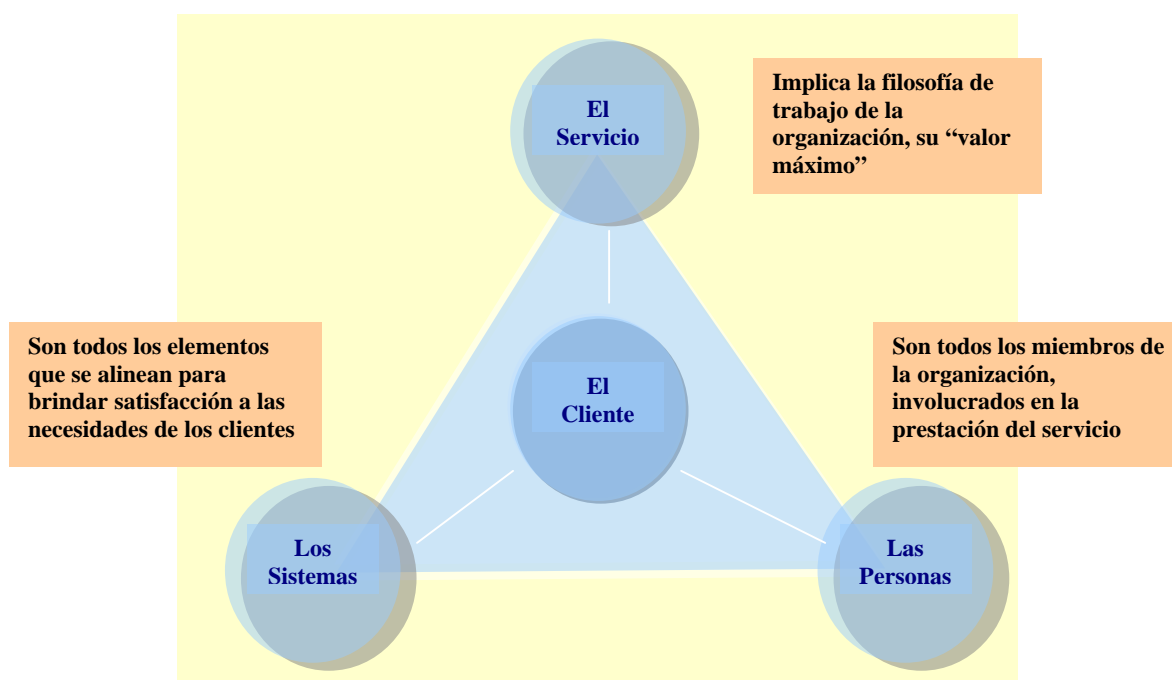 El
Servicio
Implica la filosofía de
trabajo de la
organización, su “valor
máximo”
Son todos los elementos
que se alinean para
brindar satisfacción a las
necesidades de los clientes
El
Cliente
Son todos los miembros de
la organización,
involucrados en la
prestación del servicio
Los
Sistemas
Las
Personas